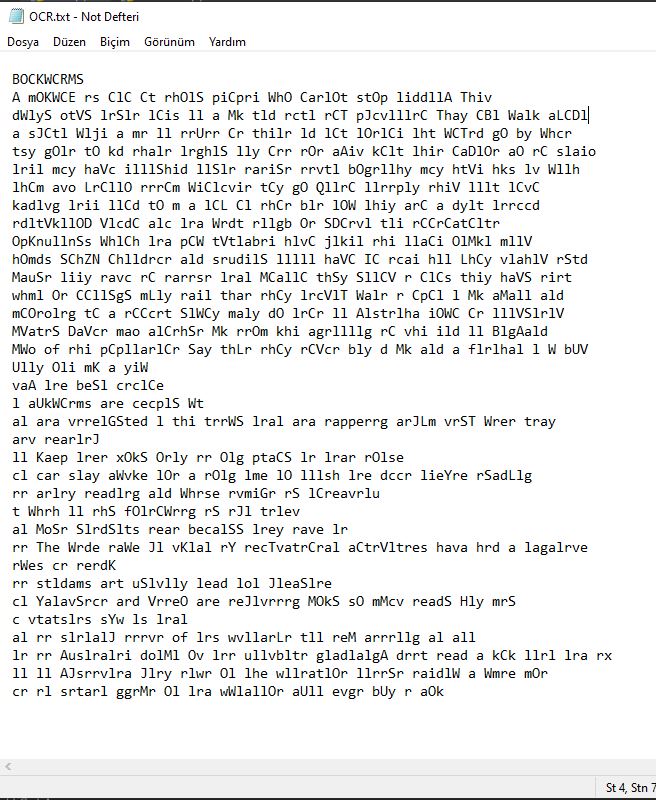 OCR.txt - Not Defteri
Dosya Düzen Biçim Görünüm Yardım
BOCKWCRMS
A mOKWCE rs ClC Ct rhOlS piCpri WhO CarlOt stOp liddllA Thiv
dWlyS otVS lrSlr lCis ll a Mk tld rctl rCT pJcvlllrC Thay CBl Walk aLCDl
a sJCtl Wlji a mr ll rrUrr Cr thilr ld lCt lOrlCi lht WCTrd gO by Whcr
tsy gOlr tO kd rhalr lrghlS lly Crr rOr aAiv kClt lhir CaDlOr aO rC slaio
lril mcy haVc illlShid llSlr rariSr rrvtl bOgrllhy mcy htVi hks lv Wllh
lhCm avo LrCllO rrrCm WiClcvir tCy gO QllrC llrrply rhiV lllt lCvC
kadlvg lrii llCd tO m a lCL Cl rhCr blr lOW lhiy arC a dylt lrrccd
rdltVkllOD VlcdC alc lra Wrdt rllgb Or SDCrvl tli rCCrCatCltr
OpKnullnSs WhlCh lra pCW tVtlabri hlvC jlkil rhi llaCi OlMkl mllV
hOmds SChZN Chlldrcr ald srudilS lllll haVC IC rcai hll LhCy vlahlV rStd
MauSr liiy ravc rC rarrsr lral MCallC thSy SllCV r ClCs thiy haVS rirt
whml Or CCllSgS mLly rail thar rhCy lrcVlT Walr r CpCl l Mk aMall ald
mCOrolrg tC a rCCcrt SlWCy maly dO lrCr ll Alstrlha iOWC Cr lllVSlrlV
MVatrS DaVcr mao alCrhSr Mk rrOm khi agrllllg rC vhi ild ll BlgAald
MWo of rhi pCpllarlCr Say thLr rhCy rCVcr bly d Mk ald a flrlhal l W bUV
Ully Oli mK a yiW
vaA lre beSl crclCe
l aUkWCrms are cecplS Wt
al ara vrrelGSted l thi trrWS lral ara rapperrg arJLm vrST Wrer tray
arv rearlrJ
ll Kaep lrer xOkS Orly rr Olg ptaCS lr lrar rOlse
cl car slay aWvke lOr a rOlg lme lO lllsh lre dccr lieYre rSadLlg
rr arlry readlrg ald Whrse rvmiGr rS lCreavrlu
t Whrh ll rhS fOlrCWrrg rS rJl trlev
al MoSr SlrdSlts rear becalSS lrey rave lr
rr The Wrde raWe Jl vKlal rY recTvatrCral aCtrVltres hava hrd a lagalrve
rWes cr rerdK
rr stldams art uSlvlly lead lol JleaSlre
cl YalavSrcr ard VrreO are reJlvrrrg MOkS sO mMcv readS Hly mrS
c vtatslrs sYw ls lral
al rr slrlalJ rrrvr of lrs wvllarLr tll reM arrrllg al all
lr rr Auslralri dolMl Ov lrr ullvbltr gladlalgA drrt read a kCk llrl lra rx
ll ll AJsrrvlra Jlry rlwr Ol lhe wllratlOr llrrSr raidlW a Wmre mOr
cr rl srtarl ggrMr Ol lra wWlallOr aUll evgr bUy r aOk
St 4, Stn 7